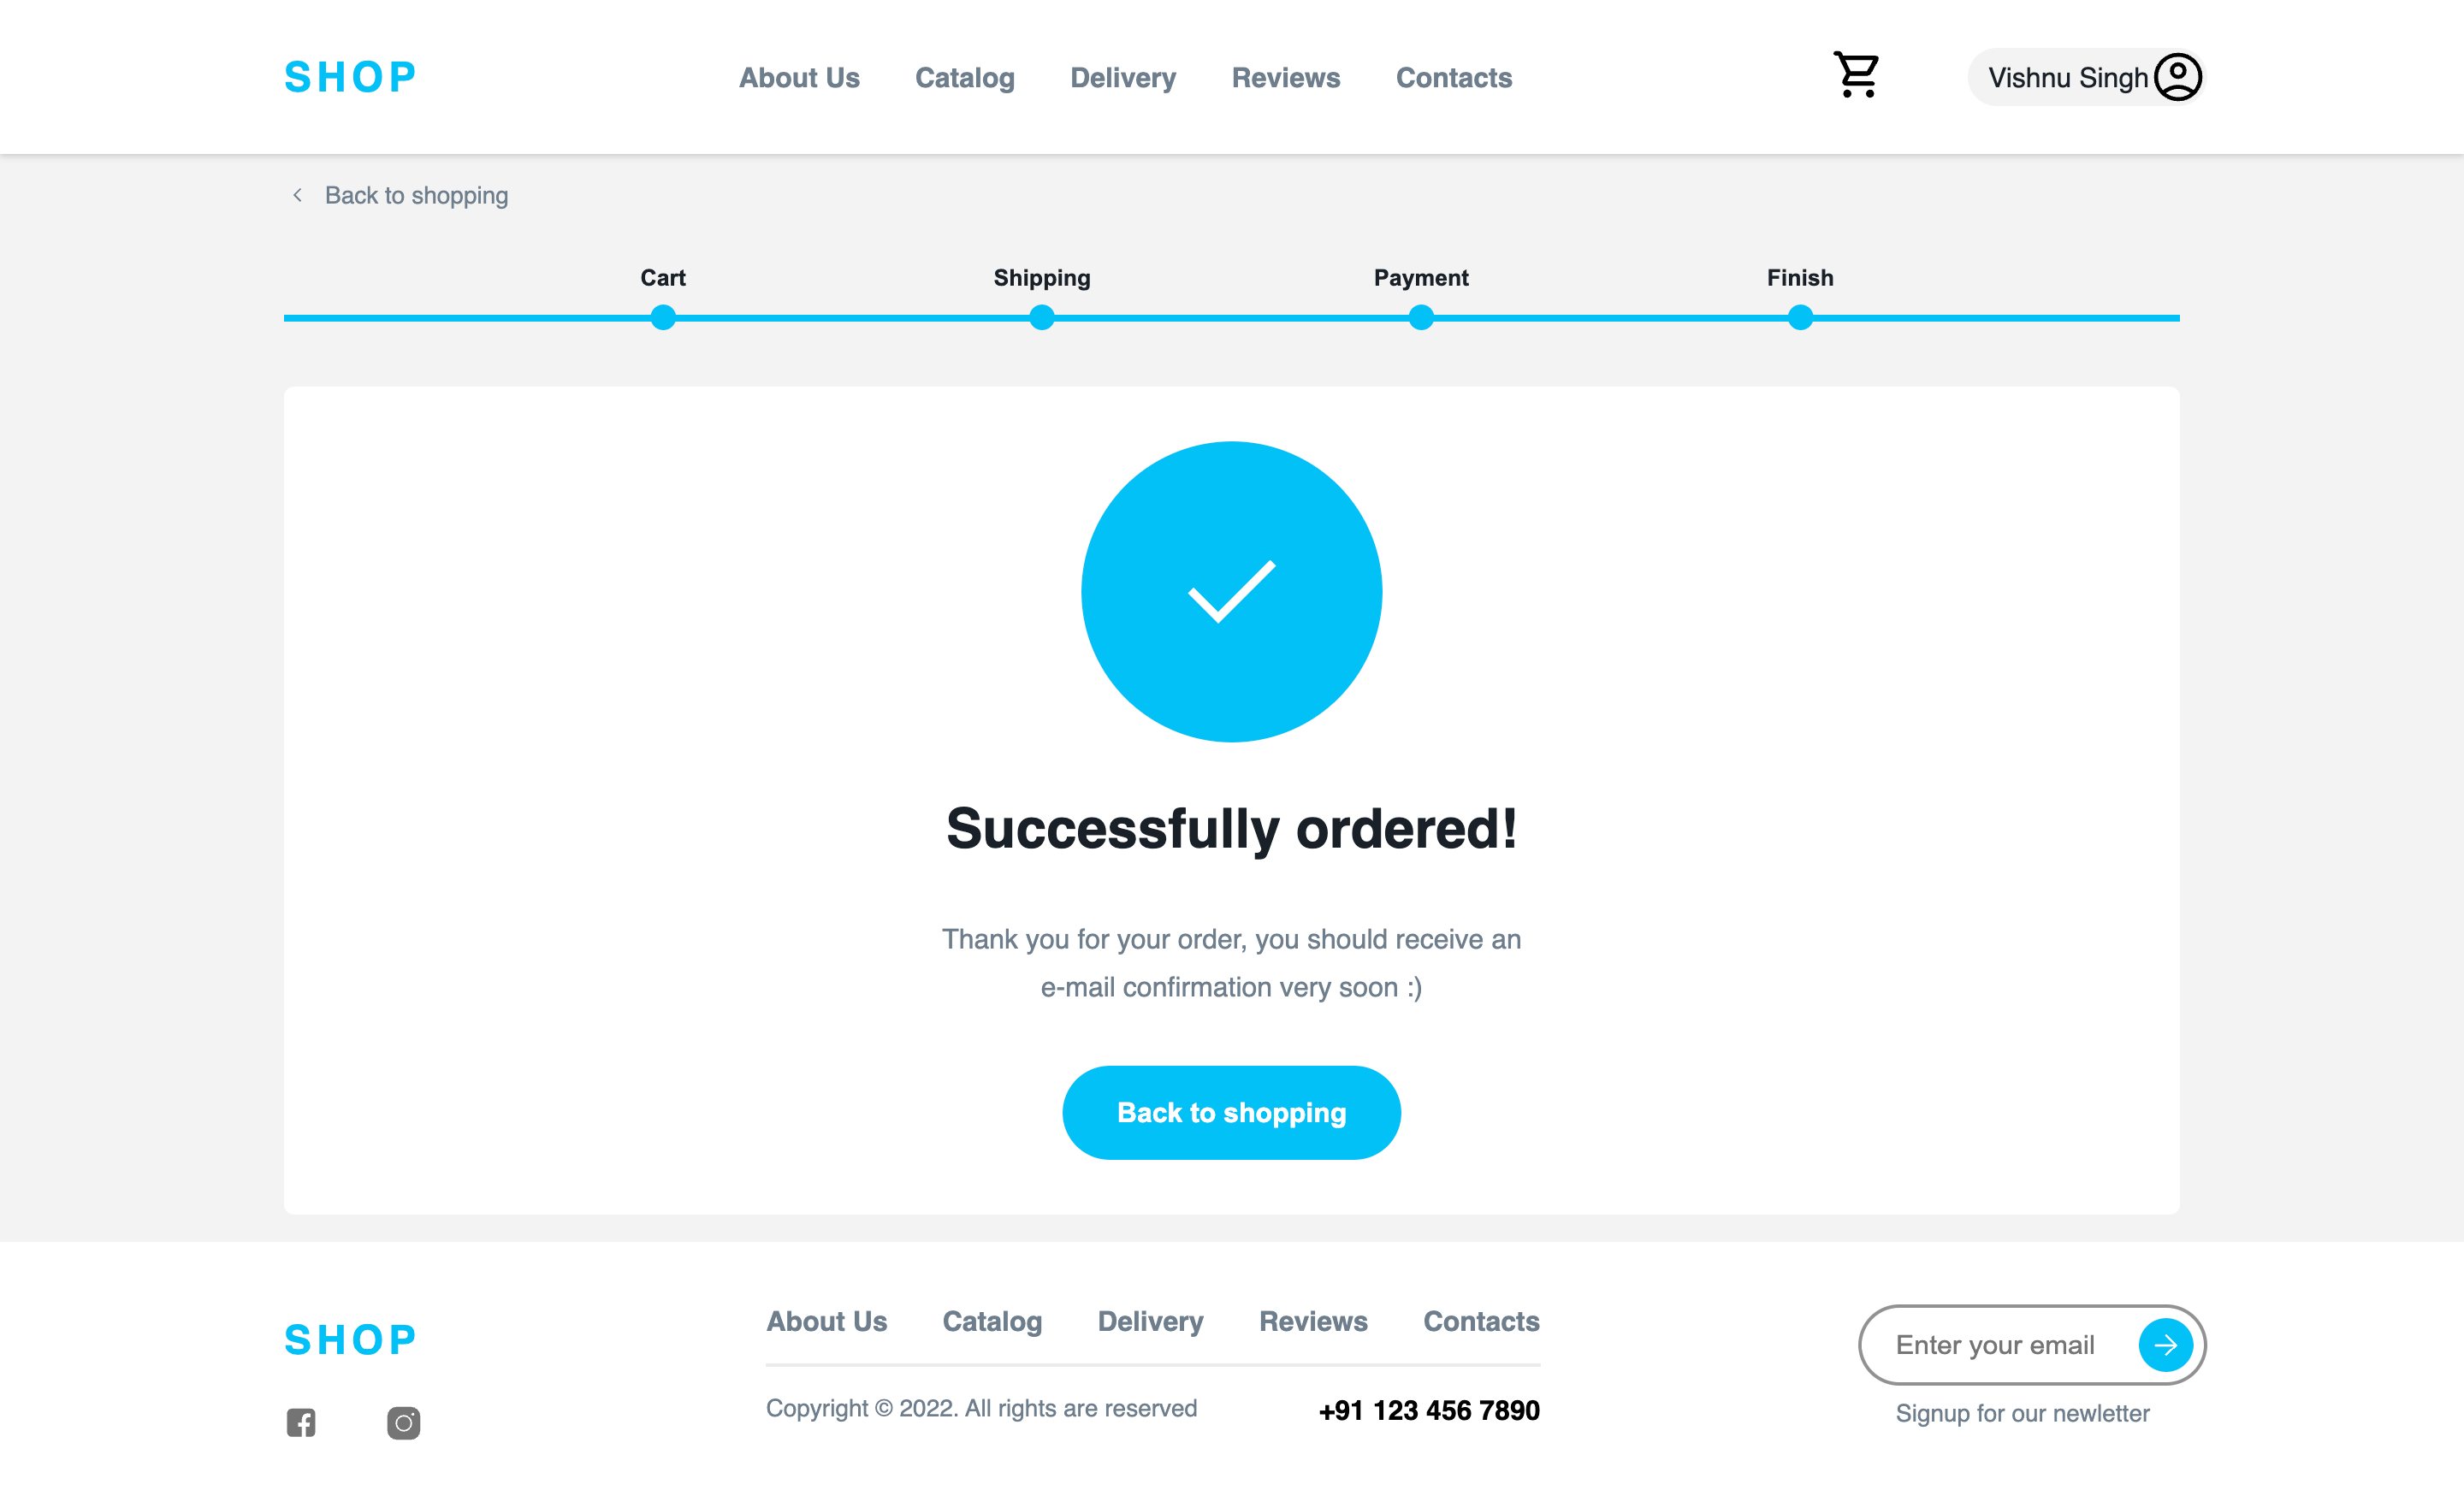 SHOP
About Us Catalog Delivery Reviews Contacts
Vishnu Singh
Back to shopping
Cart Shipping Payment Finish
Successfully ordered!
Thank you for your order, you should receive an
e-mail confirmation very soon :)
Back to shopping
SHOP
About Us Catalog Delivery Reviews Contacts
Copyright © 2022. All rights are reserved
+91 123 456 7890
Enter your email
Signup for our newletter